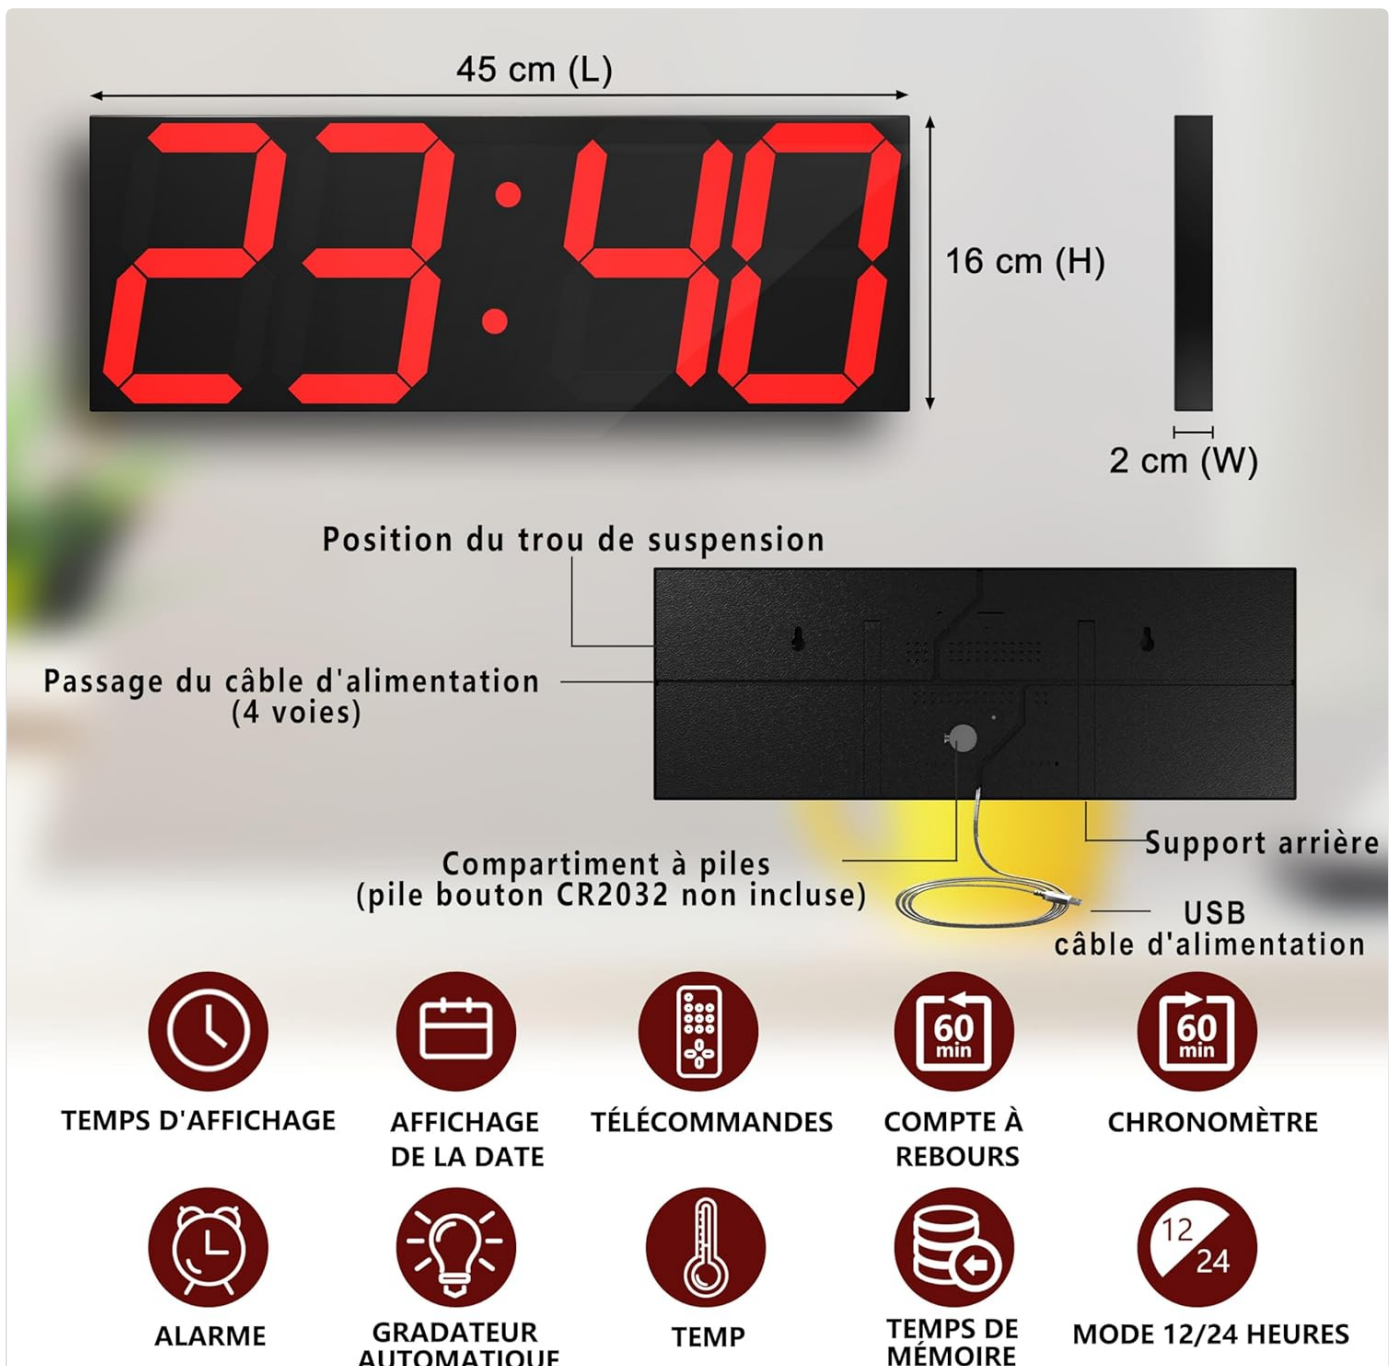 45 cm (L)
23:40
16 cm (H)
2 cm (W)
Position du trou de suspension
Passage du câble d'alimentation
(4 voies)
Support arrière
Compartiment à piles
(pile bouton CR2032 non incluse)
USB
câble d'alimentation
60
min
60
min
TEMPS D'AFFICHAGE
AFFICHAGE
DE LA DATE
TÉLÉCOMMANDES
COMPTE À
REBOURS
CHRONOMÈTRE
12
24
ALARME
GRADATEUR
AUTOMATIQUE
TEMP
TEMPS DE
MÉMOIRE
MODE 12/24 HEURES